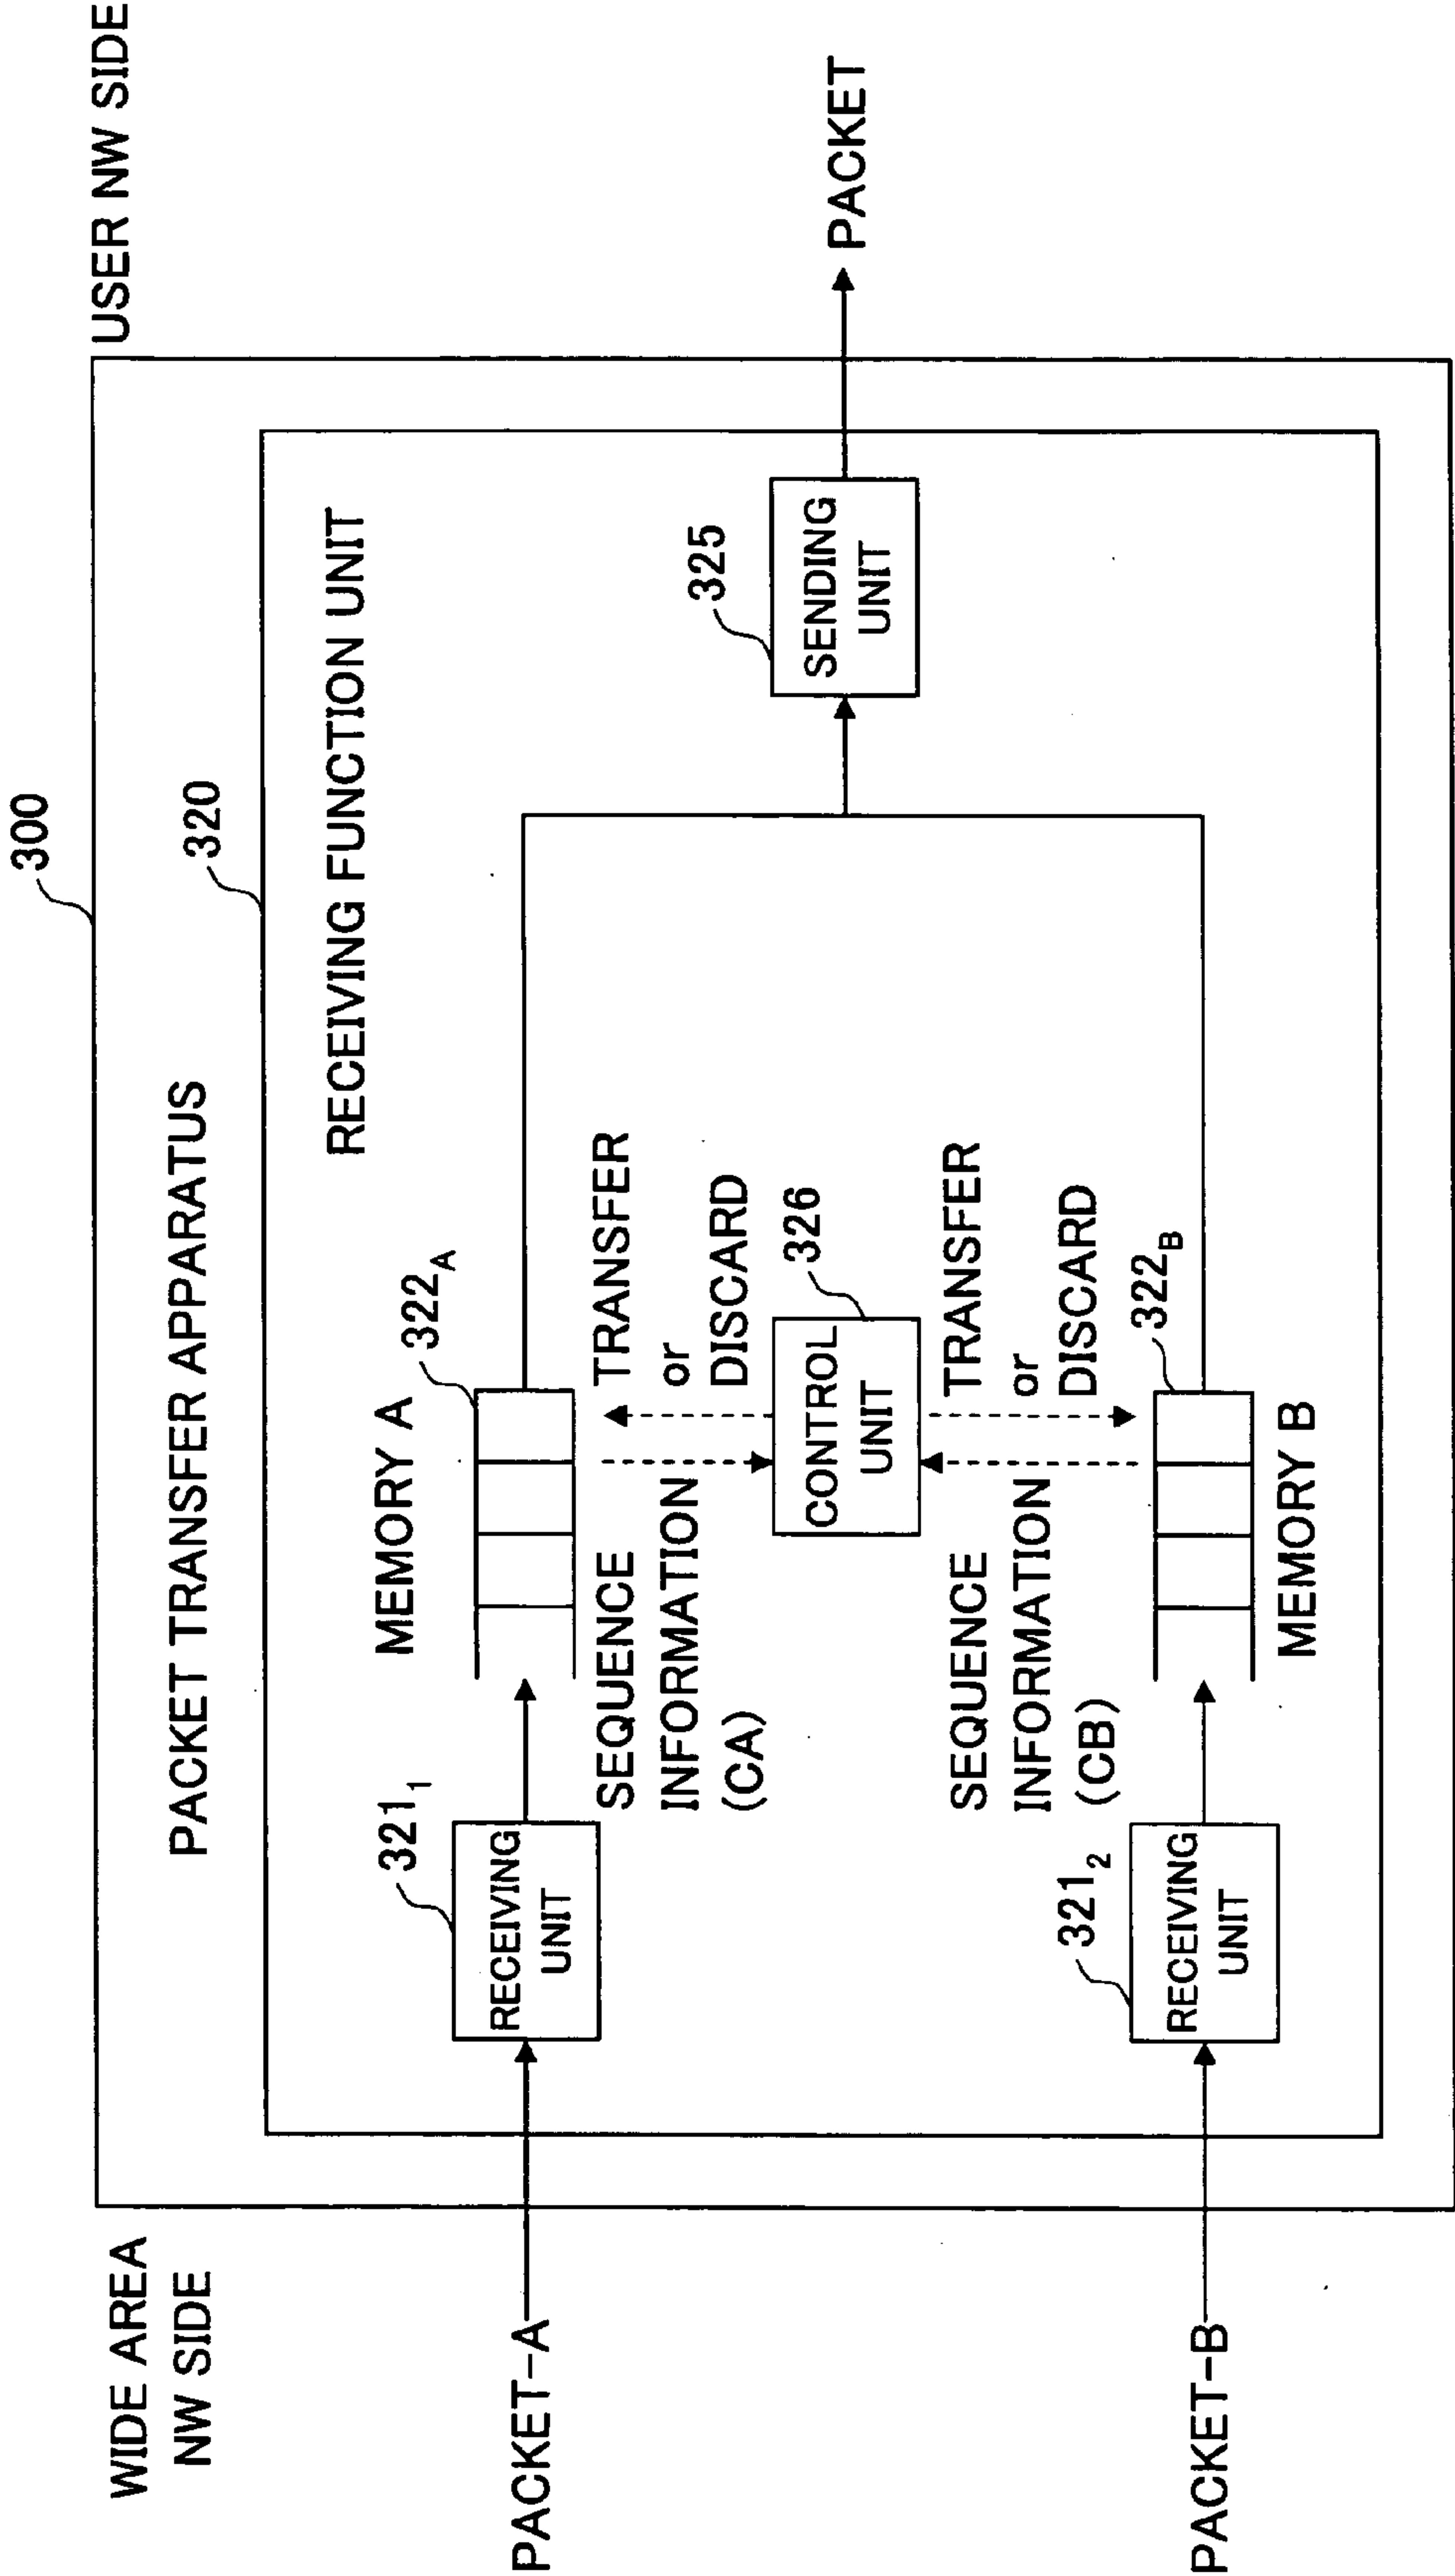 300
WIDE AREA
NW SIDE
USER NW SIDE
PACKET TRANSFER APPARATUS
320
RECEIVING FUNCTION UNIT
PACKET-A
321₁
RECEIVING
UNIT
MEMORY A
322A
SEQUENCE
INFORMATION
(CA)
TRANSFER
or
DISCARD
CONTROL
UNIT
326
SEQUENCE
INFORMATION
(CB)
TRANSFER
or
DISCARD
325
SENDING
UNIT
PACKET
PACKET-B
321₂
RECEIVING
UNIT
322B
MEMORY B